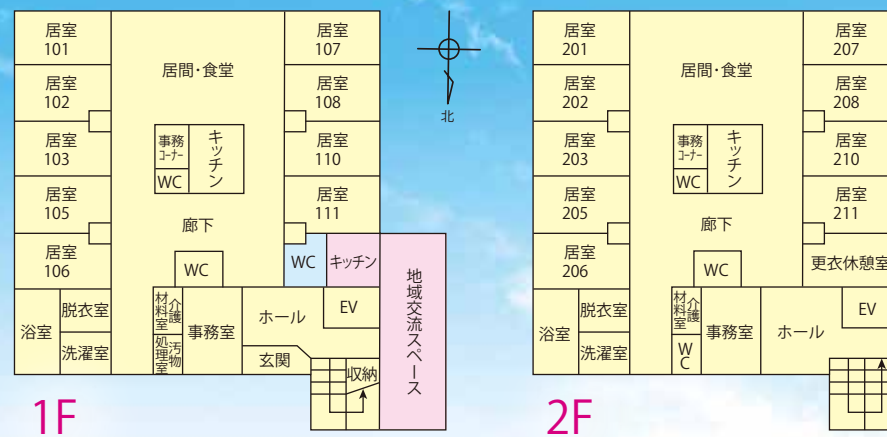 居室
101
居室
102
居室
103
居室
105
居室
106
居間・食堂
事務
ｺｰﾅｰ
WC
キッチン
廊下
WC
居室
107
居室
108
居室
110
居室
111
WC
キッチン
地域交流スペース
浴室
脱衣室
洗濯室
介護
材料室
汚物
処理室
事務室
ホール
EV
玄関
収納
1F
北
居室
201
居室
202
居室
203
居室
205
居室
206
居間・食堂
事務
ｺｰﾅｰ
WC
キッチン
廊下
WC
居室
207
居室
208
居室
210
居室
211
更衣休憩室
浴室
脱衣室
洗濯室
介護
材料室
WC
事務室
ホール
EV
2F